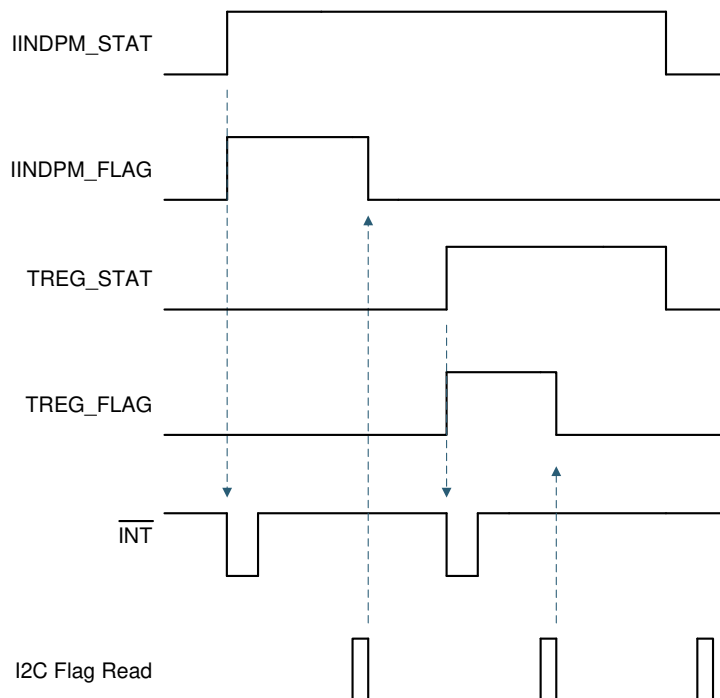 IINDPM_STAT
IINDPM_FLAG
TREG_STAT
TREG_FLAG
INT
I2C Flag Read